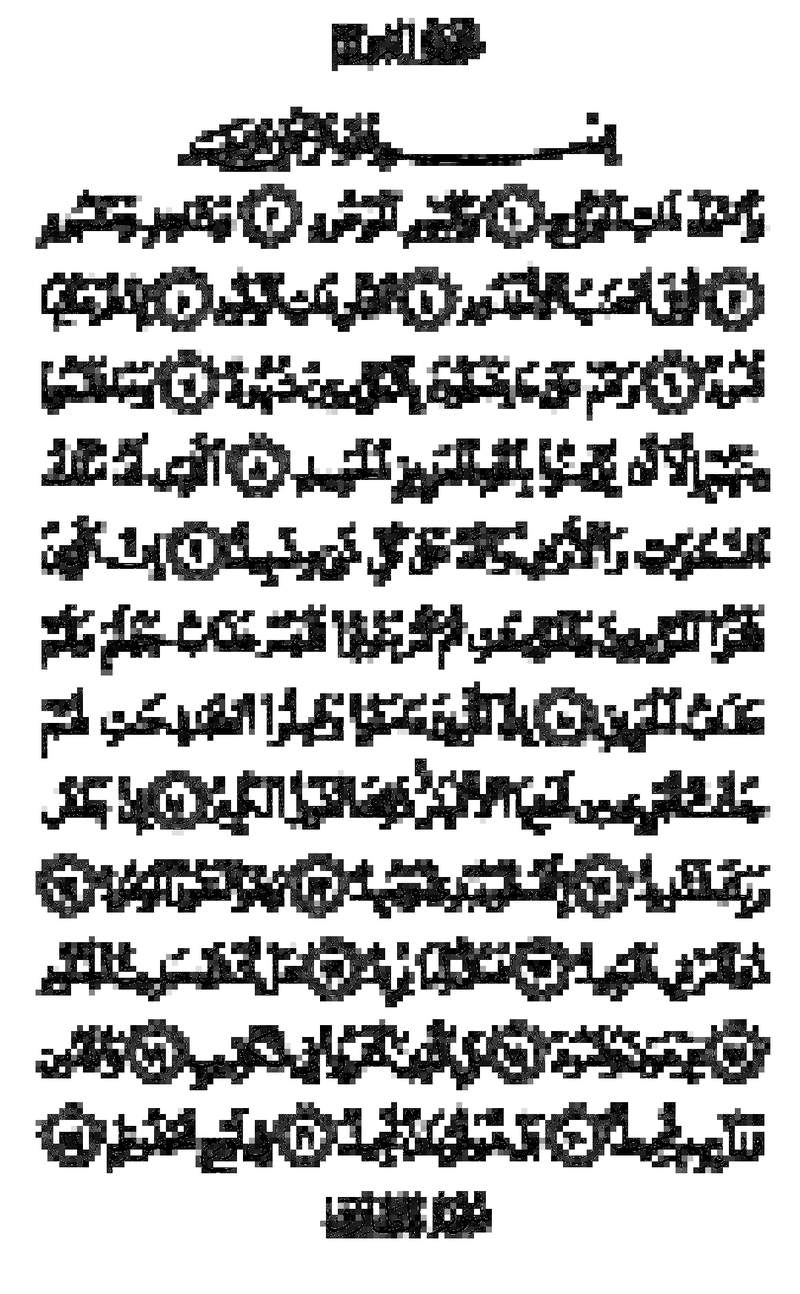 سورة البروج
بسم الله الرحمن الرحيم
والسماء ذات البروج ١ واليوم الموعود ٢ وشاهد ومشهود
٣ قتل أصحاب الأخدود ٤ النار ذات الوقود ٥ إذ هم عليها
قعود ٦ وهم على ما يفعلون بالمؤمنين شهود ٧ وما نقموا
منهم إلا أن يؤمنوا بالله العزيز الحميد ٨ الذي له ملك
السماوات والأرض والله على كل شيء شهيد ٩ إن الذين
فتنوا المؤمنين والمؤمنات ثم لم يتوبوا فلهم عذاب جهنم ولهم
عذاب الحريق ١٠ إن الذين آمنوا وعملوا الصالحات لهم
جنات تجري من تحتها الأنهار ذلك الفوز الكبير ١١ إن بطش
ربك لشديد ١٢ إنه هو يبدئ ويعيد ١٣ وهو الغفور الودود ١٤
ذو العرش المجيد ١٥ فعال لما يريد ١٦ هل أتاك حديث الجنود
١٧ فرعون وثمود ١٨ بل الذين كفروا في تكذيب ١٩ والله من
ورائهم محيط ٢٠ بل هو قرآن مجيد ٢١ في لوح محفوظ ٢٢
سورة الطارق